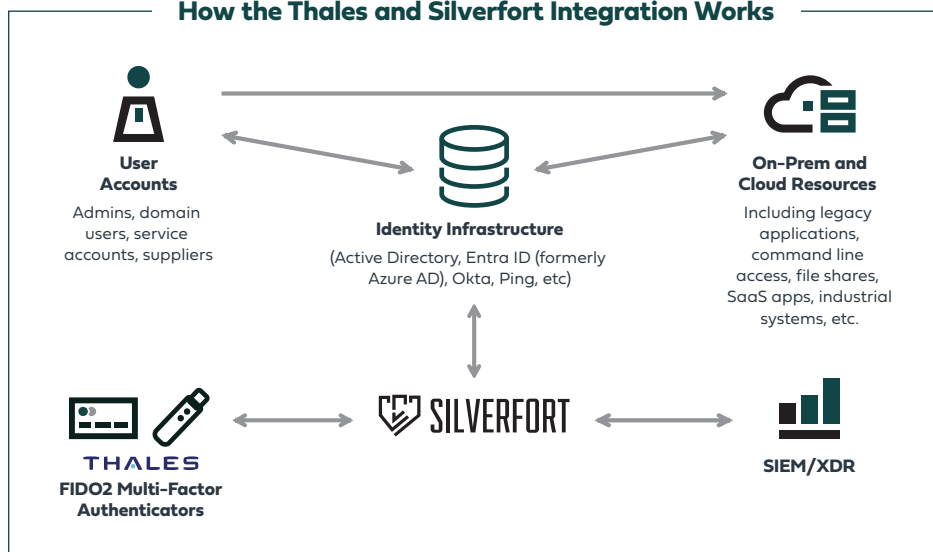 How the Thales and Silverfort Integration Works
User
Accounts
Admins, domain
users, service
accounts, suppliers
Identity Infrastructure
(Active Directory, Entra ID (formerly
Azure AD), Okta, Ping, etc)
On-Prem and
Cloud Resources
Including legacy
applications,
command line
access, file shares,
SaaS apps, industrial
systems, etc.
THALES
FIDO2 Multi-Factor
Authenticators
SILVERFORT
SIEM/XDR